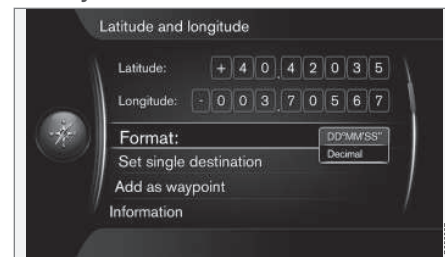 Latitude and longitude
Latitude: +40.42035
Longitude: -003.70567
Format: DD°MM'SS"
Decimal
Set single destination
Add as waypoint
Information